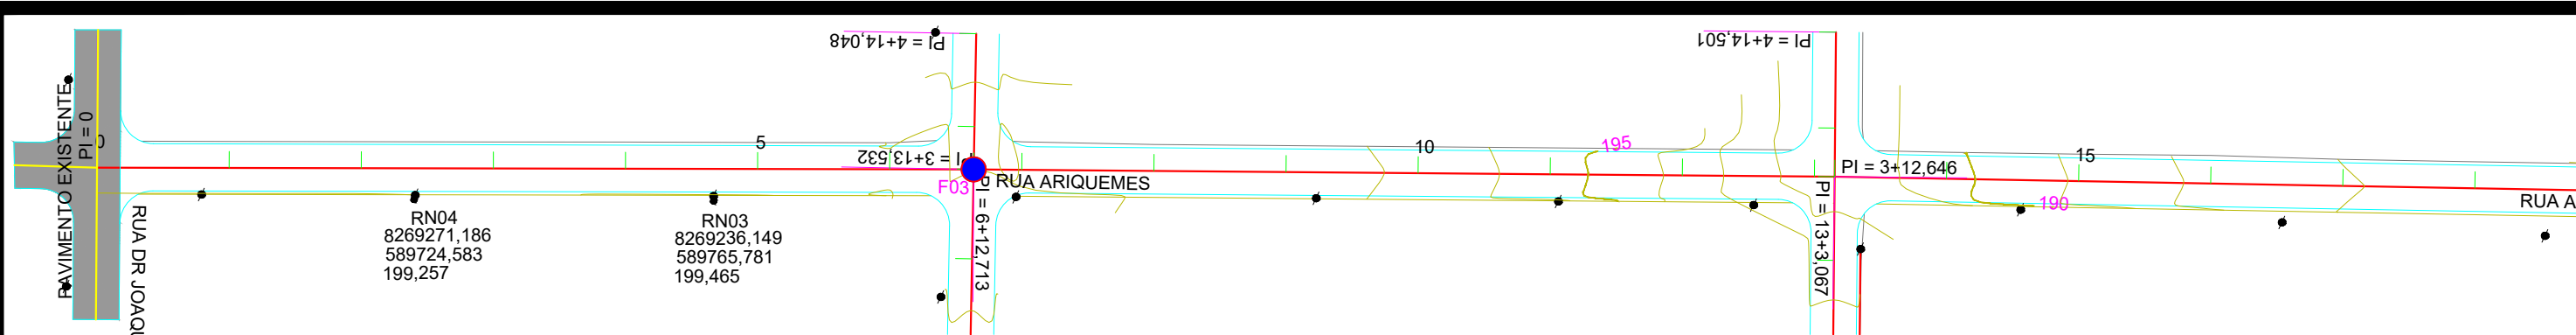 PAVIMENTO EXISTENTE
PI = 0
0
RUA DR JOAQU
RN04
8269271,186
589724,583
199,257
5
RN03
8269236,149
589765,781
199,465
PI = 4+14,048
PI = 3+13,532
F03
PI = 6+12,713
RUA ARIQUEMES
10
195
PI = 4+14,501
PI = 3+12,646
PI = 13+3,067
15
190
RUA A